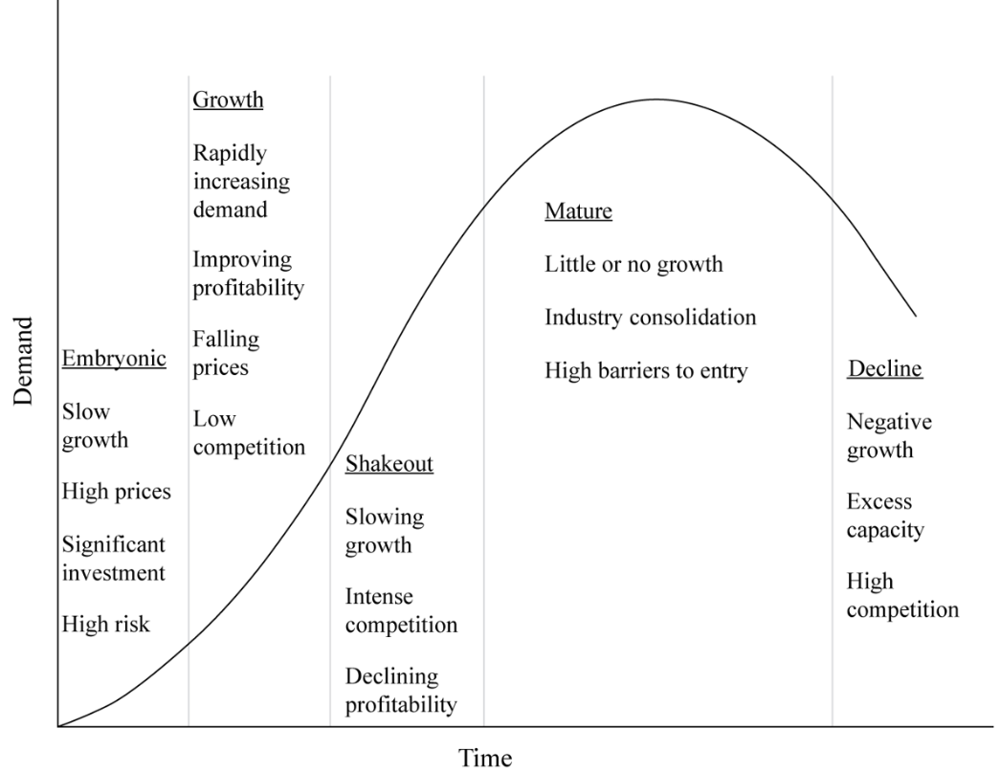 Growth
Rapidly
increasing
demand
Improving
profitability
Falling
prices
Low
competition
Embryonic
Slow
growth
High prices
Significant
investment
High risk
Shakeout
Slowing
growth
Intense
competition
Declining
profitability
Mature
Little or no growth
Industry consolidation
High barriers to entry
Decline
Negative
growth
Excess
capacity
High
competition
Demand
Time